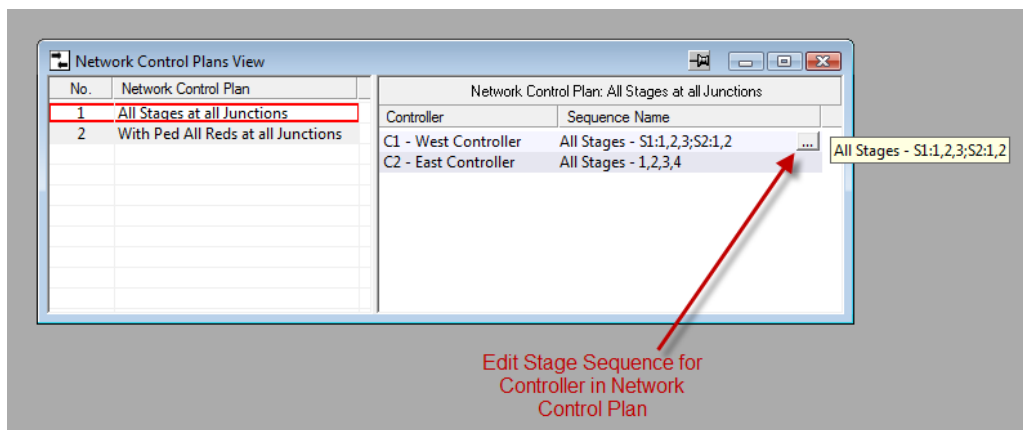 Network Control Plans View
No. Network Control Plan
1 All Stages at all Junctions
2 With Ped All Reds at all Junctions
Network Control Plan: All Stages at all Junctions
Controller Sequence Name
C1 - West Controller All Stages - S1:1,2,3;S2:1,2 ...
C2 - East Controller All Stages - 1,2,3,4
All Stages - S1:1,2,3;S2:1,2
Edit Stage Sequence for
Controller in Network
Control Plan